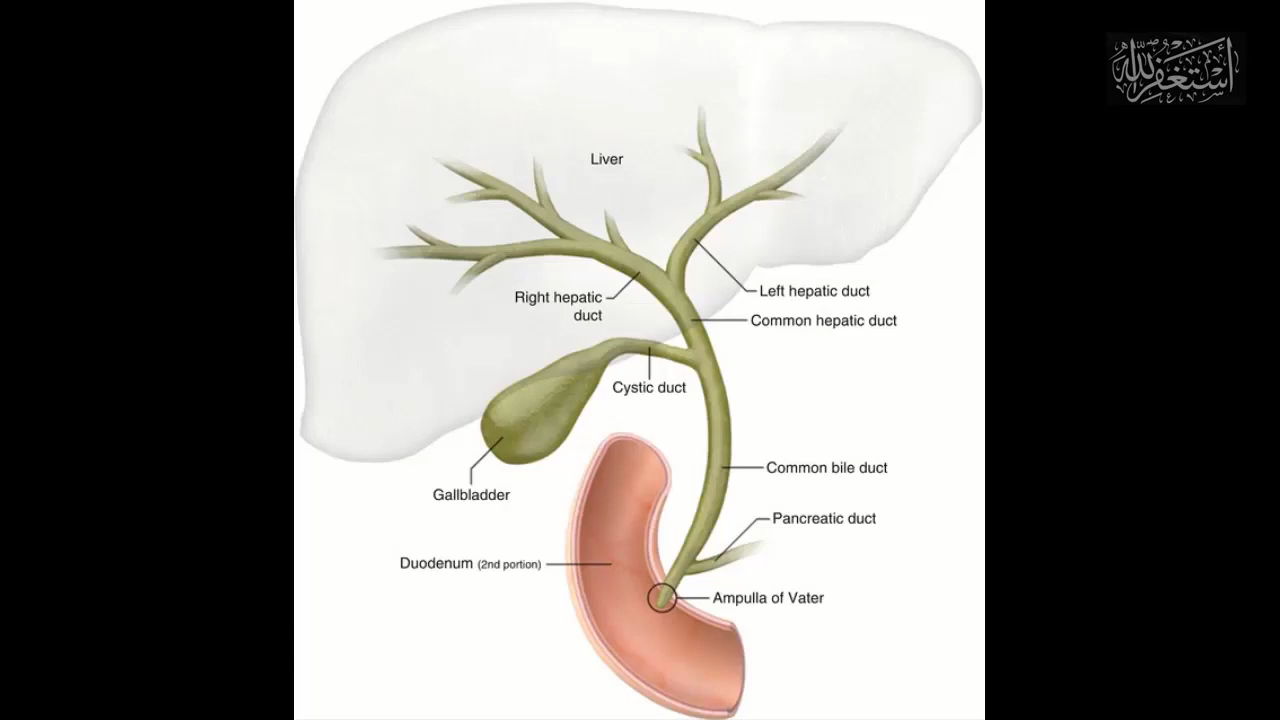 أستغفر الله
Liver
Left hepatic duct
Right hepatic
duct
Common hepatic duct
Cystic duct
Common bile duct
Gallbladder
Pancreatic duct
Duodenum (2nd portion)
Ampulla of Vater